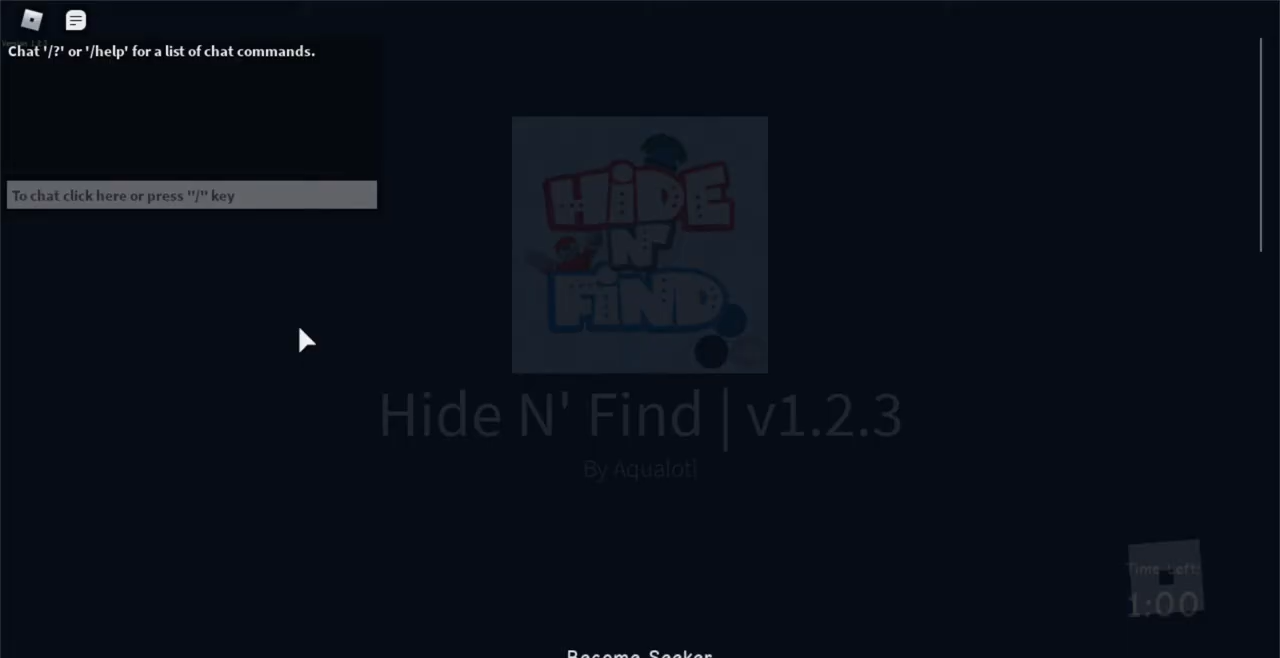 Chat '/?' or '/help' for a list of chat commands.
To chat click here or press "/" key
HiDE
N'
FiND
Hide N' Find | v1.2.3
By Aqualotl
Time Left:
1:00
Become Seeker